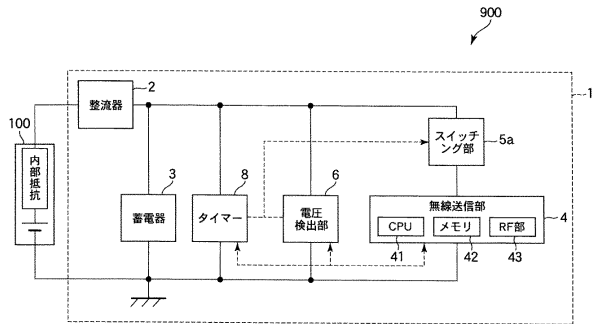 900
1
2
整流器
100
内部抵抗
3
蓄電器
8
タイマー
6
電圧
検出部
スイッチ
ング部
5a
無線送信部
4
CPU
メモリ
RF部
41
42
43